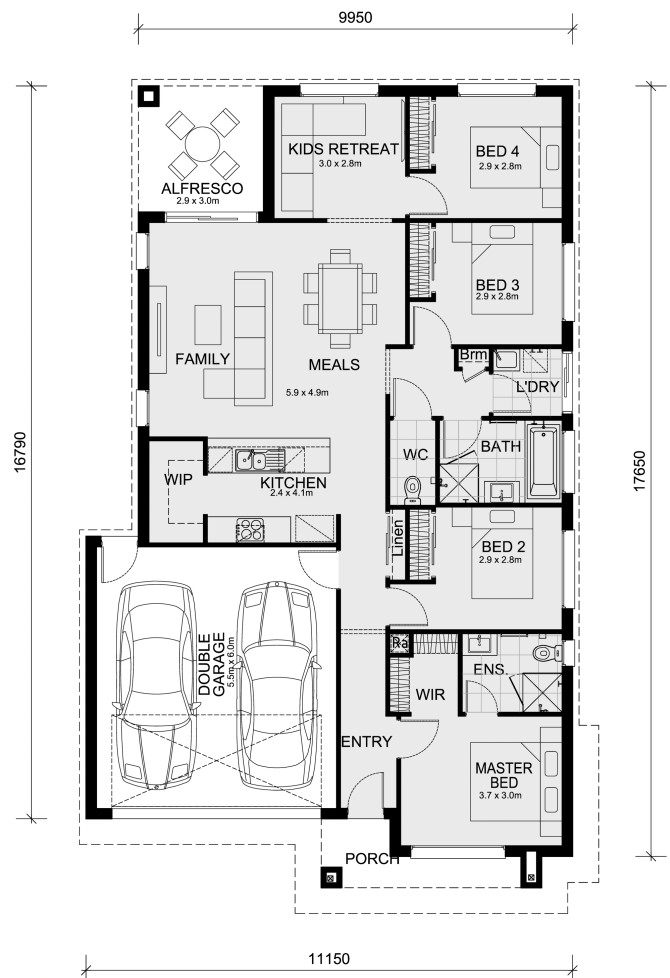 9950
KIDS RETREAT
3.0 x 2.8m
BED 4
2.9 x 2.8m
ALFRESCO
2.9 x 3.0m
BED 3
2.9 x 2.8m
FAMILY
MEALS
5.9 x 4.9m
Brm
L'DRY
16790
17650
WIP
KITCHEN
2.4 x 4.1m
WC
BATH
Linen
BED 2
2.9 x 2.8m
DOUBLE
GARAGE
5.5m x 6.0m
Ra
WIR
ENS.
ENTRY
MASTER
BED
3.7 x 3.0m
PORCH
11150